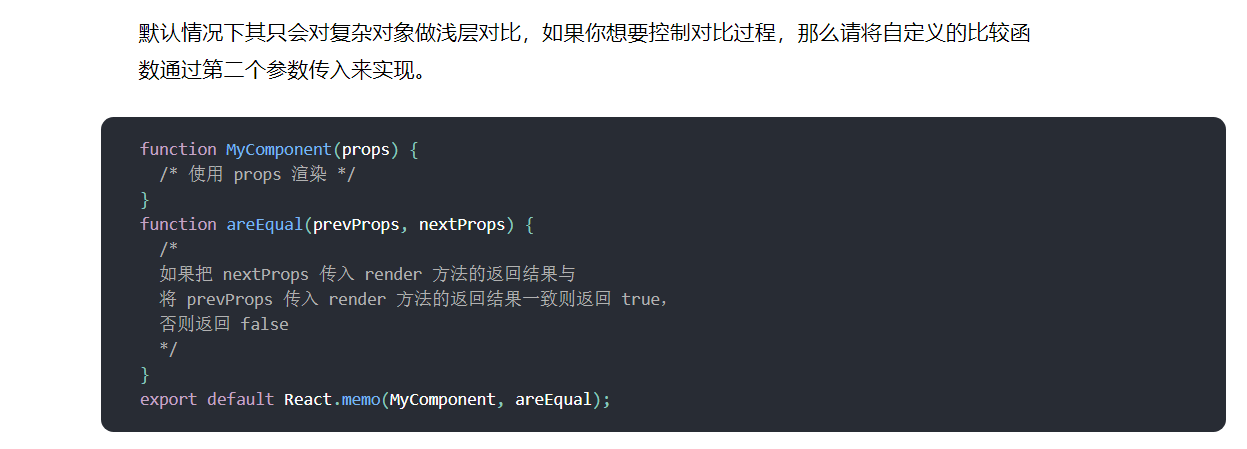 默认情况下其只会对复杂对象做浅层对比，如果你想要控制对比过程，那么请将自定义的比较函
数通过第二个参数传入来实现。
function MyComponent(props) {
  /* 使用 props 渲染 */
}
function areEqual(prevProps, nextProps) {
  /*
  如果把 nextProps 传入 render 方法的返回结果与
  将 prevProps 传入 render 方法的返回结果一致则返回 true，
  否则返回 false
  */
}
export default React.memo(MyComponent, areEqual);